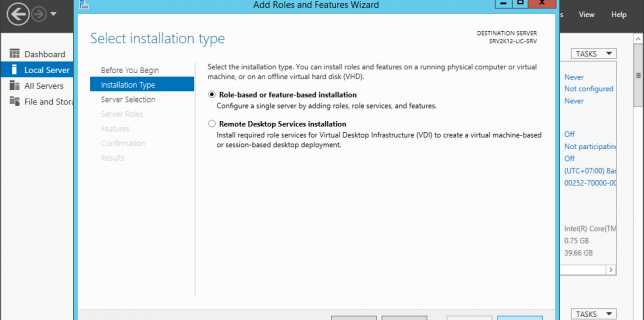 Add Roles and Features Wizard
View
Help
Select installation type
DESTINATION SERVER
SRV2K12-LIC-SRV
Dashboard
Local Server
All Servers
File and Stora
Before You Begin
Installation Type
Server Selection
Server Roles
Features
Confirmation
Results
Select the installation type. You can install roles and features on a running physical computer or virtual
machine, or on an offline virtual hard disk (VHD).
Role-based or feature-based installation
Configure a single server by adding roles, role services, and features.
Remote Desktop Services installation
Install required role services for Virtual Desktop Infrastructure (VDI) to create a virtual machine-based
or session-based desktop deployment.
TASKS
Never
Not configured
Never
Off
Not participating
Off
(UTC+07:00) Ba
00252-70000-00
Intel(R) Core(TM
0.75 GB
39.66 GB
TASKS